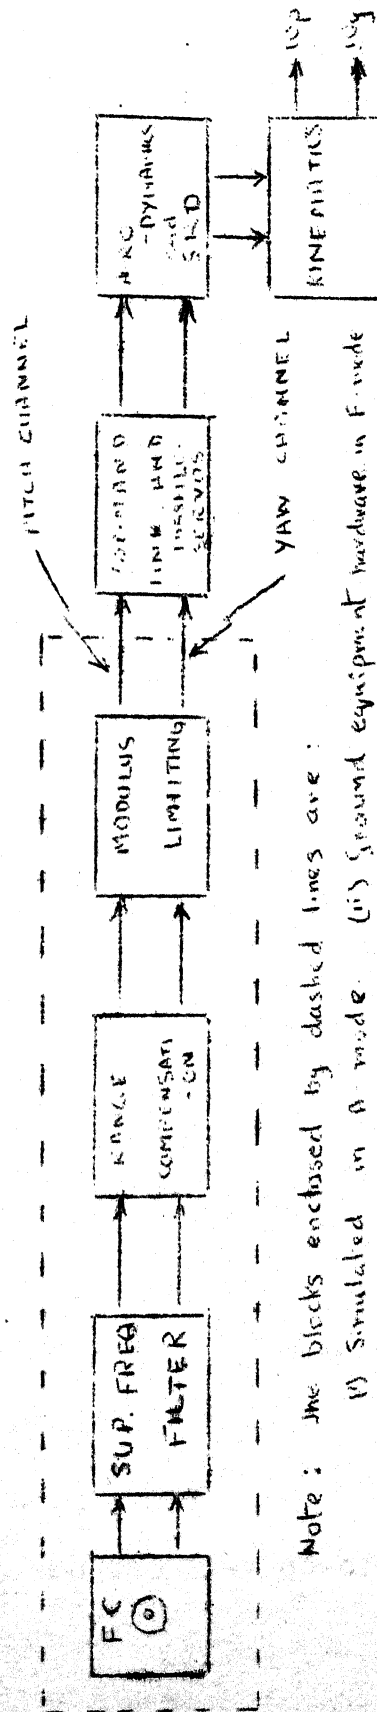 FC
SUP. FREQ
FILTER
RANGE
COMPENSATI
-ON
MODULUS
LIMITING
COMMAND
LINK AND
MISSILE
SERVOS
-DYNAMICS
and
PITCH CHANNEL
YAW CHANNEL
KINEMATICS
Note: The blocks enclosed by dashed lines are:
i) Simulated in A mode. (ii) Ground equipment hardware in F-mode